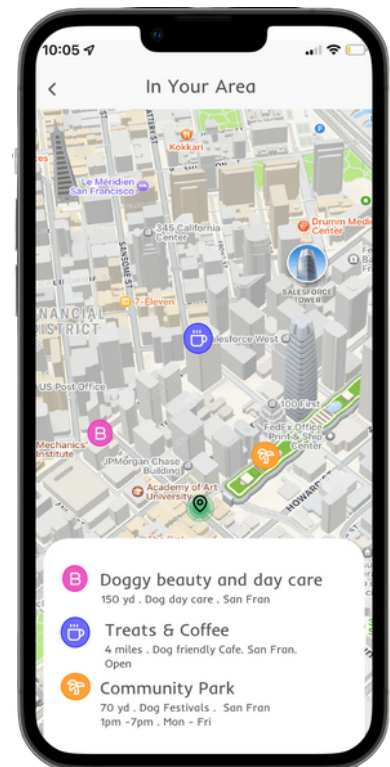 10:05
In Your Area
Kokkari
Le Méridien
San Francisco
345 California
Center
Drumm Medi
Center
SANSOME ST
SALESFORCE
TOWER
7-Eleven
NANCIAL
ISTRICT
lesforce West
US Post Office
100 First
FedEx Office
Print & Ship
Center
B
Mechanics'
Institute
JPMorgan Chase
Building
Academy of Art
University
HOWARD
B
Doggy beauty and day care
150 yd . Dog day care . San Fran
Treats & Coffee
4 miles . Dog friendly Cafe. San Fran.
Open
Community Park
70 yd . Dog Festivals . San Fran
1pm -7pm . Mon - Fri